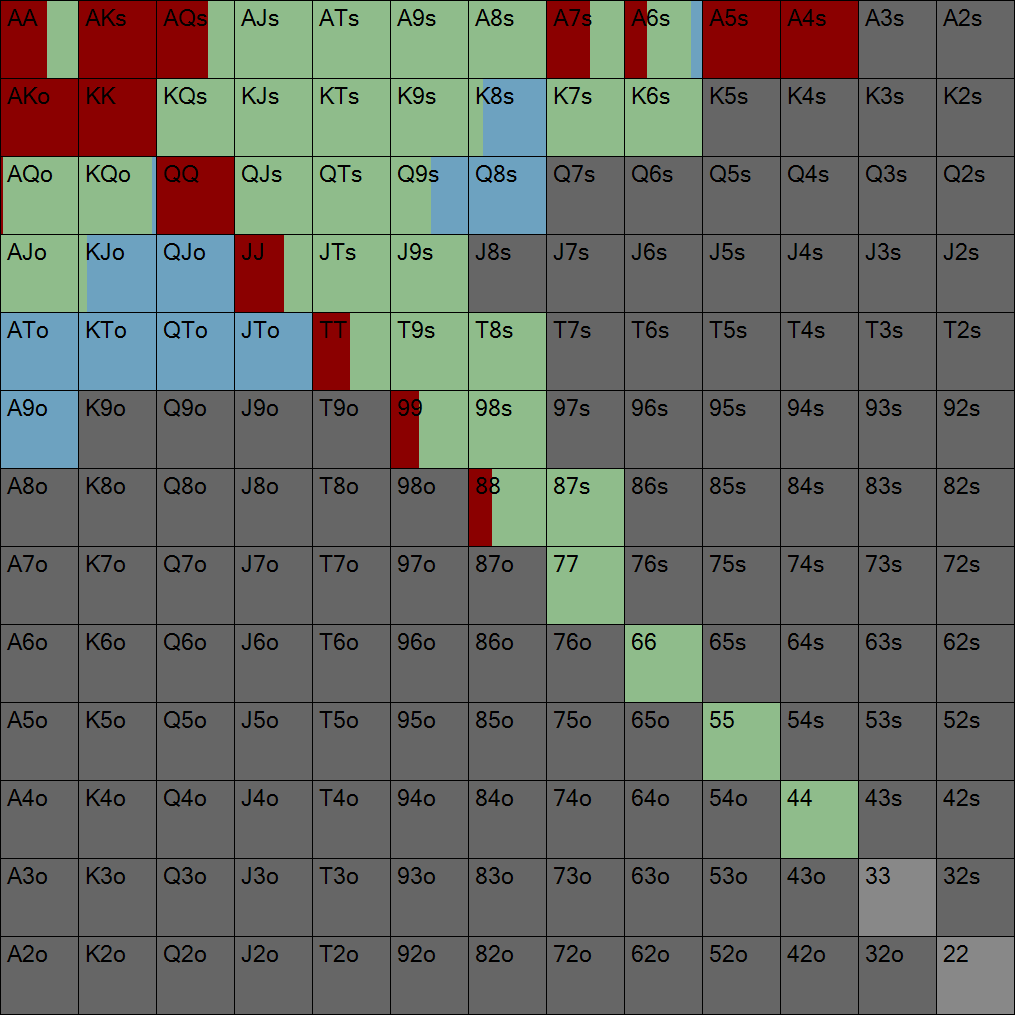 AA AKs AQs AJs ATs A9s A8s A7s A6s A5s A4s A3s A2s
AKo KK KQs KJs KTs K9s K8s K7s K6s K5s K4s K3s K2s
AQo KQo QQ QJs QTs Q9s Q8s Q7s Q6s Q5s Q4s Q3s Q2s
AJo KJo QJo JJ JTs J9s J8s J7s J6s J5s J4s J3s J2s
ATo KTo QTo JTo TT T9s T8s T7s T6s T5s T4s T3s T2s
A9o K9o Q9o J9o T9o 99 98s 97s 96s 95s 94s 93s 92s
A8o K8o Q8o J8o T8o 98o 88 87s 86s 85s 84s 83s 82s
A7o K7o Q7o J7o T7o 97o 87o 77 76s 75s 74s 73s 72s
A6o K6o Q6o J6o T6o 96o 86o 76o 66 65s 64s 63s 62s
A5o K5o Q5o J5o T5o 95o 85o 75o 65o 55 54s 53s 52s
A4o K4o Q4o J4o T4o 94o 84o 74o 64o 54o 44 43s 42s
A3o K3o Q3o J3o T3o 93o 83o 73o 63o 53o 43o 33 32s
A2o K2o Q2o J2o T2o 92o 82o 72o 62o 52o 42o 32o 22